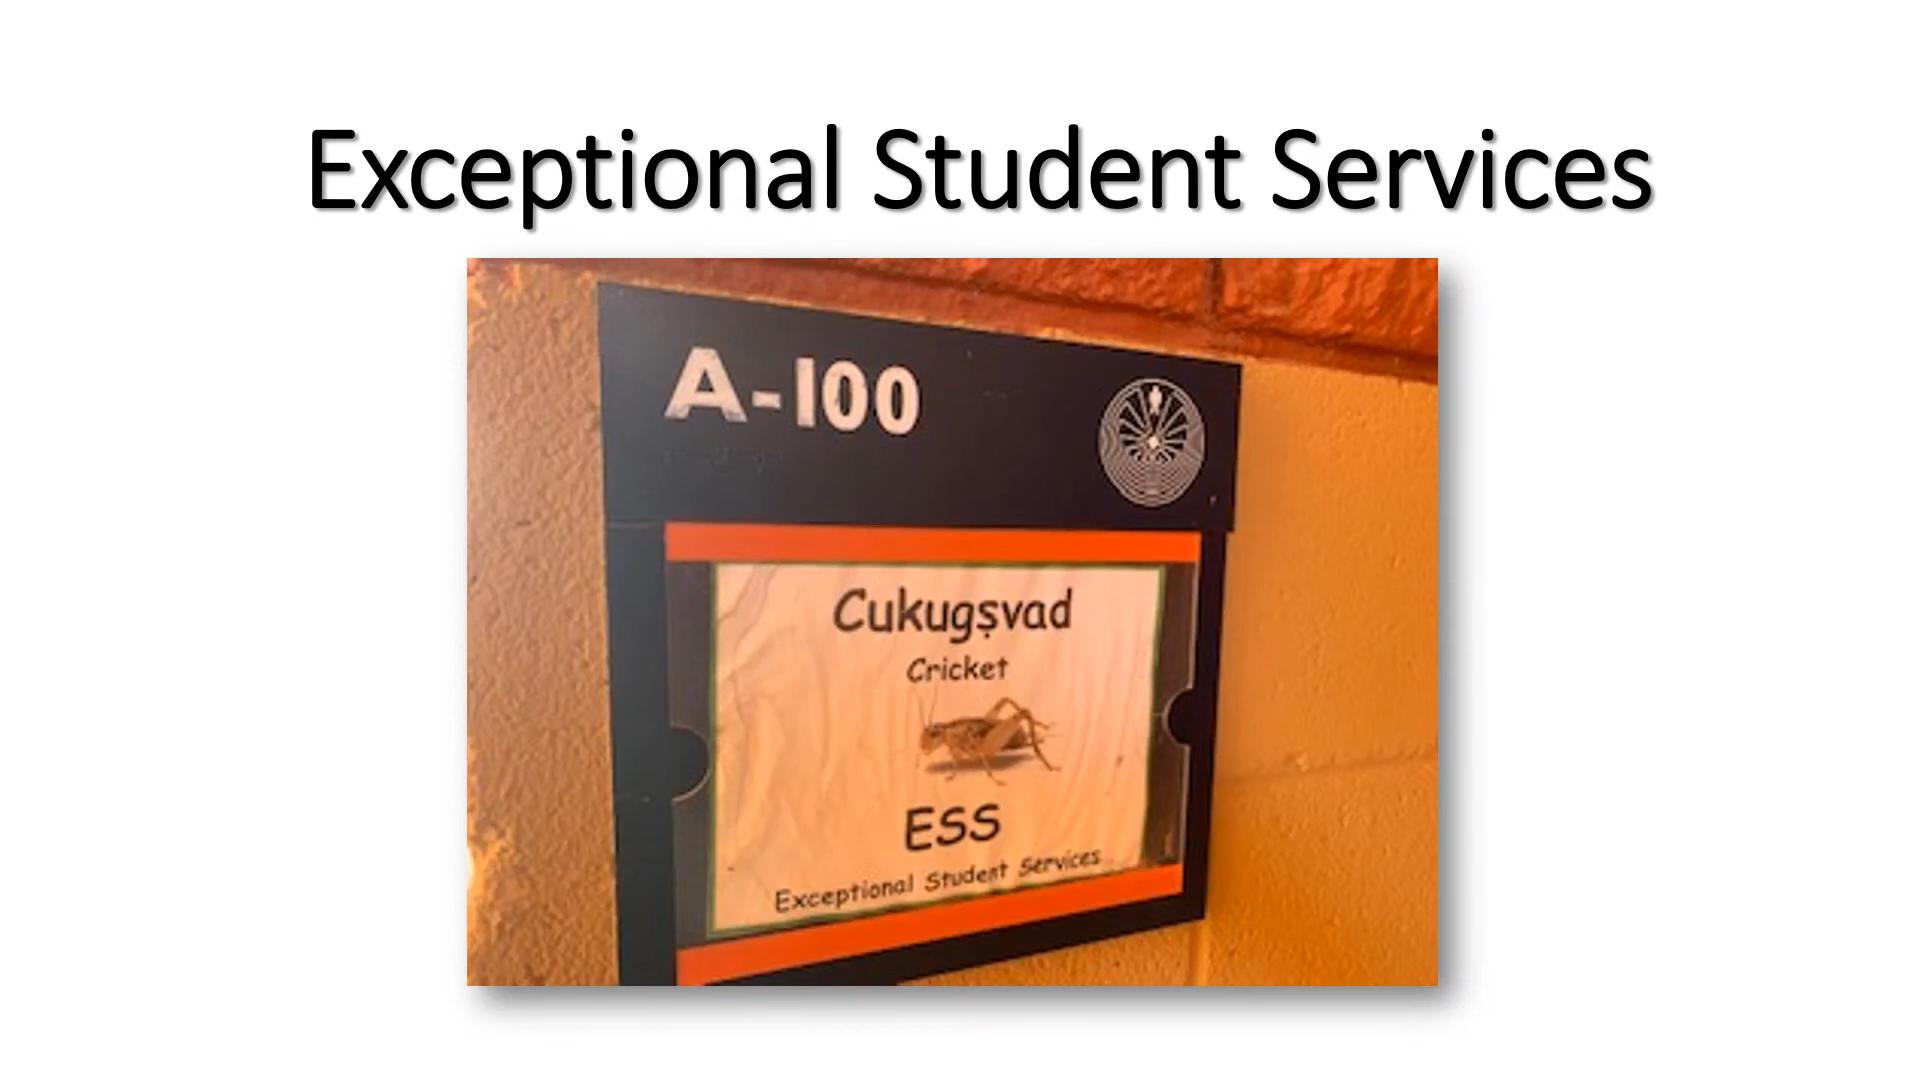 Exceptional Student Services
A-100
Cukugṣvad
Cricket
ESS
Exceptional Student Services